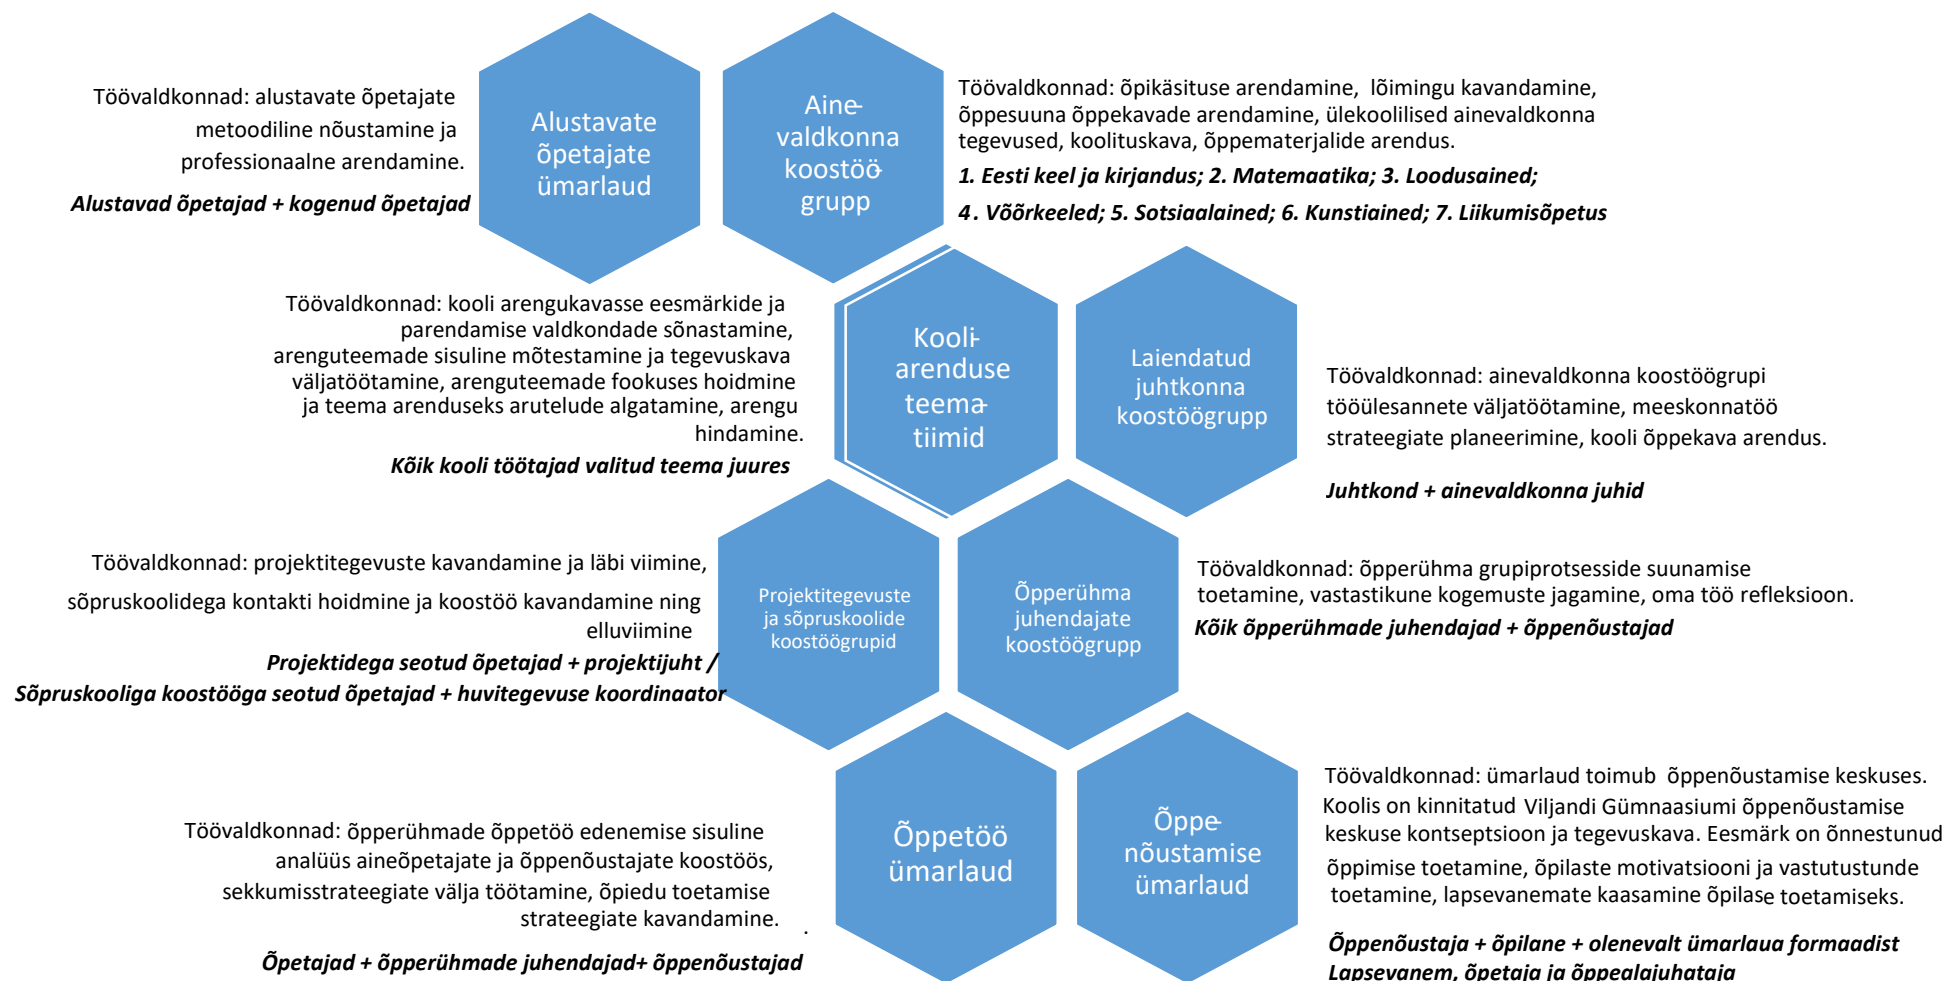 Töövaldkonnad: alustavate õpetajate
metoodiline nõustamine ja
professionaalne arendamine.
Alustavad õpetajad + kogenud õpetajad
Alustavate
õpetajate
ümarlaud
Aine-
valdkonna
koostöö-
grupp
Töövaldkonnad: õpikäsituse arendamine, lõimingu kavandamine,
õppesuuna õppekavade arendamine, ülekoolilised ainevaldkonna
tegevused, koolituskava, õppematerjalide arendus.
1. Eesti keel ja kirjandus; 2. Matemaatika; 3. Loodusained;
4. Võõrkeeled; 5. Sotsiaalained; 6. Kunstiained; 7. Liikumisõpetus
Töövaldkonnad: kooli arengukavasse eesmärkide ja
parendamise valdkondade sõnastamine,
arenguteemade sisuline mõtestamine ja tegevuskava
väljatöötamine, arenguteemade fookuses hoidmine
ja teema arenduseks arutelude algatamine, arengu
hindamine.
Kõik kooli töötajad valitud teema juures
Kooli-
arenduse
teema-
tiimid
Laiendatud
juhtkonna
koostöögrupp
Töövaldkonnad: ainevaldkonna koostöögrupi
tööülesannete väljatöötamine, meeskonnatöö
strateegiate planeerimine, kooli õppekava arendus.
Juhtkond + ainevaldkonna juhid
Töövaldkonnad: projektitegevuste kavandamine ja läbi viimine,
sõpruskoolidega kontakti hoidmine ja koostöö kavandamine ning
elluviimine
Projektidega seotud õpetajad + projektijuht /
Sõpruskooliga koostööga seotud õpetajad + huvitegevuse koordinaator
Projektitegevuste
ja sõpruskoolide
koostöögrupid
Õpperühma
juhendajate
koostöögrupp
Töövaldkonnad: õpperühma grupiprotsesside suunamise
toetamine, vastastikune kogemuste jagamine, oma töö refleksioon.
Kõik õpperühmade juhendajad + õppenõustajad
Töövaldkonnad: õpperühmade õppetöö edenemise sisuline
analüüs aineõpetajate ja õppenõustajate koostöös,
sekkumisstrateegiate välja töötamine, õpiedu toetamise
strateegiate kavandamine.
.
Õpetajad + õpperühmade juhendajad+ õppenõustajad
Õppetöö
ümarlaud
Õppe-
nõustamise
ümarlaud
Töövaldkonnad: ümarlaud toimub õppenõustamise keskuses.
Koolis on kinnitatud Viljandi Gümnaasiumi õppenõustamise
keskuse kontseptsioon ja tegevuskava. Eesmärk on õnnestunud
õppimise toetamine, õpilaste motivatsiooni ja vastutustunde
toetamine, lapsevanemate kaasamine õpilase toetamiseks.
Õppenõustaja + õpilane + olenevalt ümarlaua formaadist
Lapsevanem, õpetaja ja õppealajuhataja